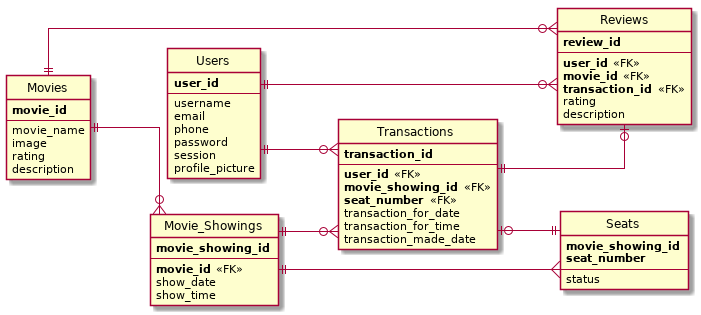 Reviews
review_id
user_id «FK»
movie_id «FK»
transaction_id «FK»
rating
description
Users
user_id
username
email
phone
password
session
profile_picture
Movies
movie_id
movie_name
image
rating
description
Transactions
transaction_id
user_id «FK»
movie_showing_id «FK»
seat_number «FK»
transaction_for_date
transaction_for_time
transaction_made_date
Movie_Showings
movie_showing_id
movie_id «FK»
show_date
show_time
Seats
movie_showing_id
seat_number
status